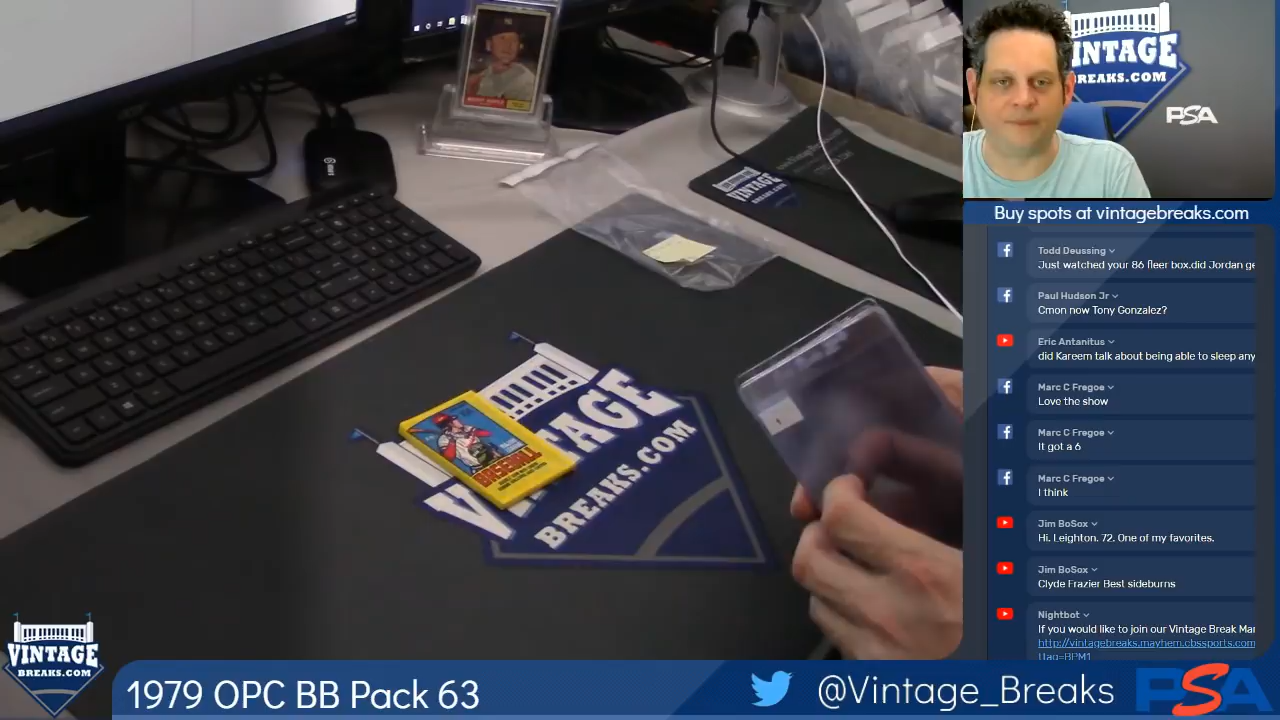 VINTAGE
BREAKS.COM
PSA
VINTAGE
BASEBALL
VINTAGE
BREAKS.COM
Buy spots at vintagebreaks.com
Todd Deussing
Just watched your 86 fleer box.did Jordan ge
Paul Hudson Jr
Cmon now Tony Gonzalez?
Eric Antanitus
did Kareem talk about being able to sleep any
Marc C Fregoe
Love the show
Marc C Fregoe
It got a 6
Marc C Fregoe
I think
Jim BoSox
Hi. Leighton. 72. One of my favorites.
Jim BoSox
Clyde Frazier Best sideburns
Nightbot
If you would like to join our Vintage Break Mar
http://vintagebreaks.mayhem.cbssports.com
!?tag=BPM1
VINTAGE
BREAKS.COM
1979 OPC BB Pack 63
@Vintage_Breaks
PSA